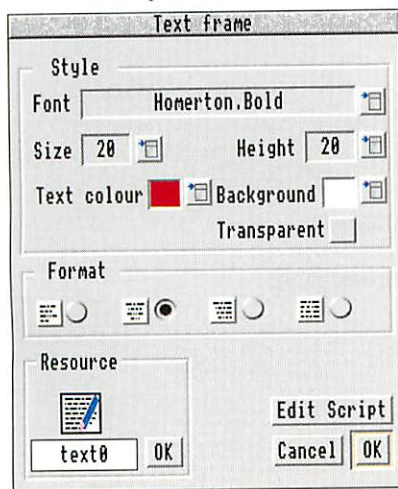 Text frame
Style
Font Homerton.Bold
Size 20 Height 20
Text colour Background
Transparent
Format
Resource
text0 OK
Edit Script
Cancel OK